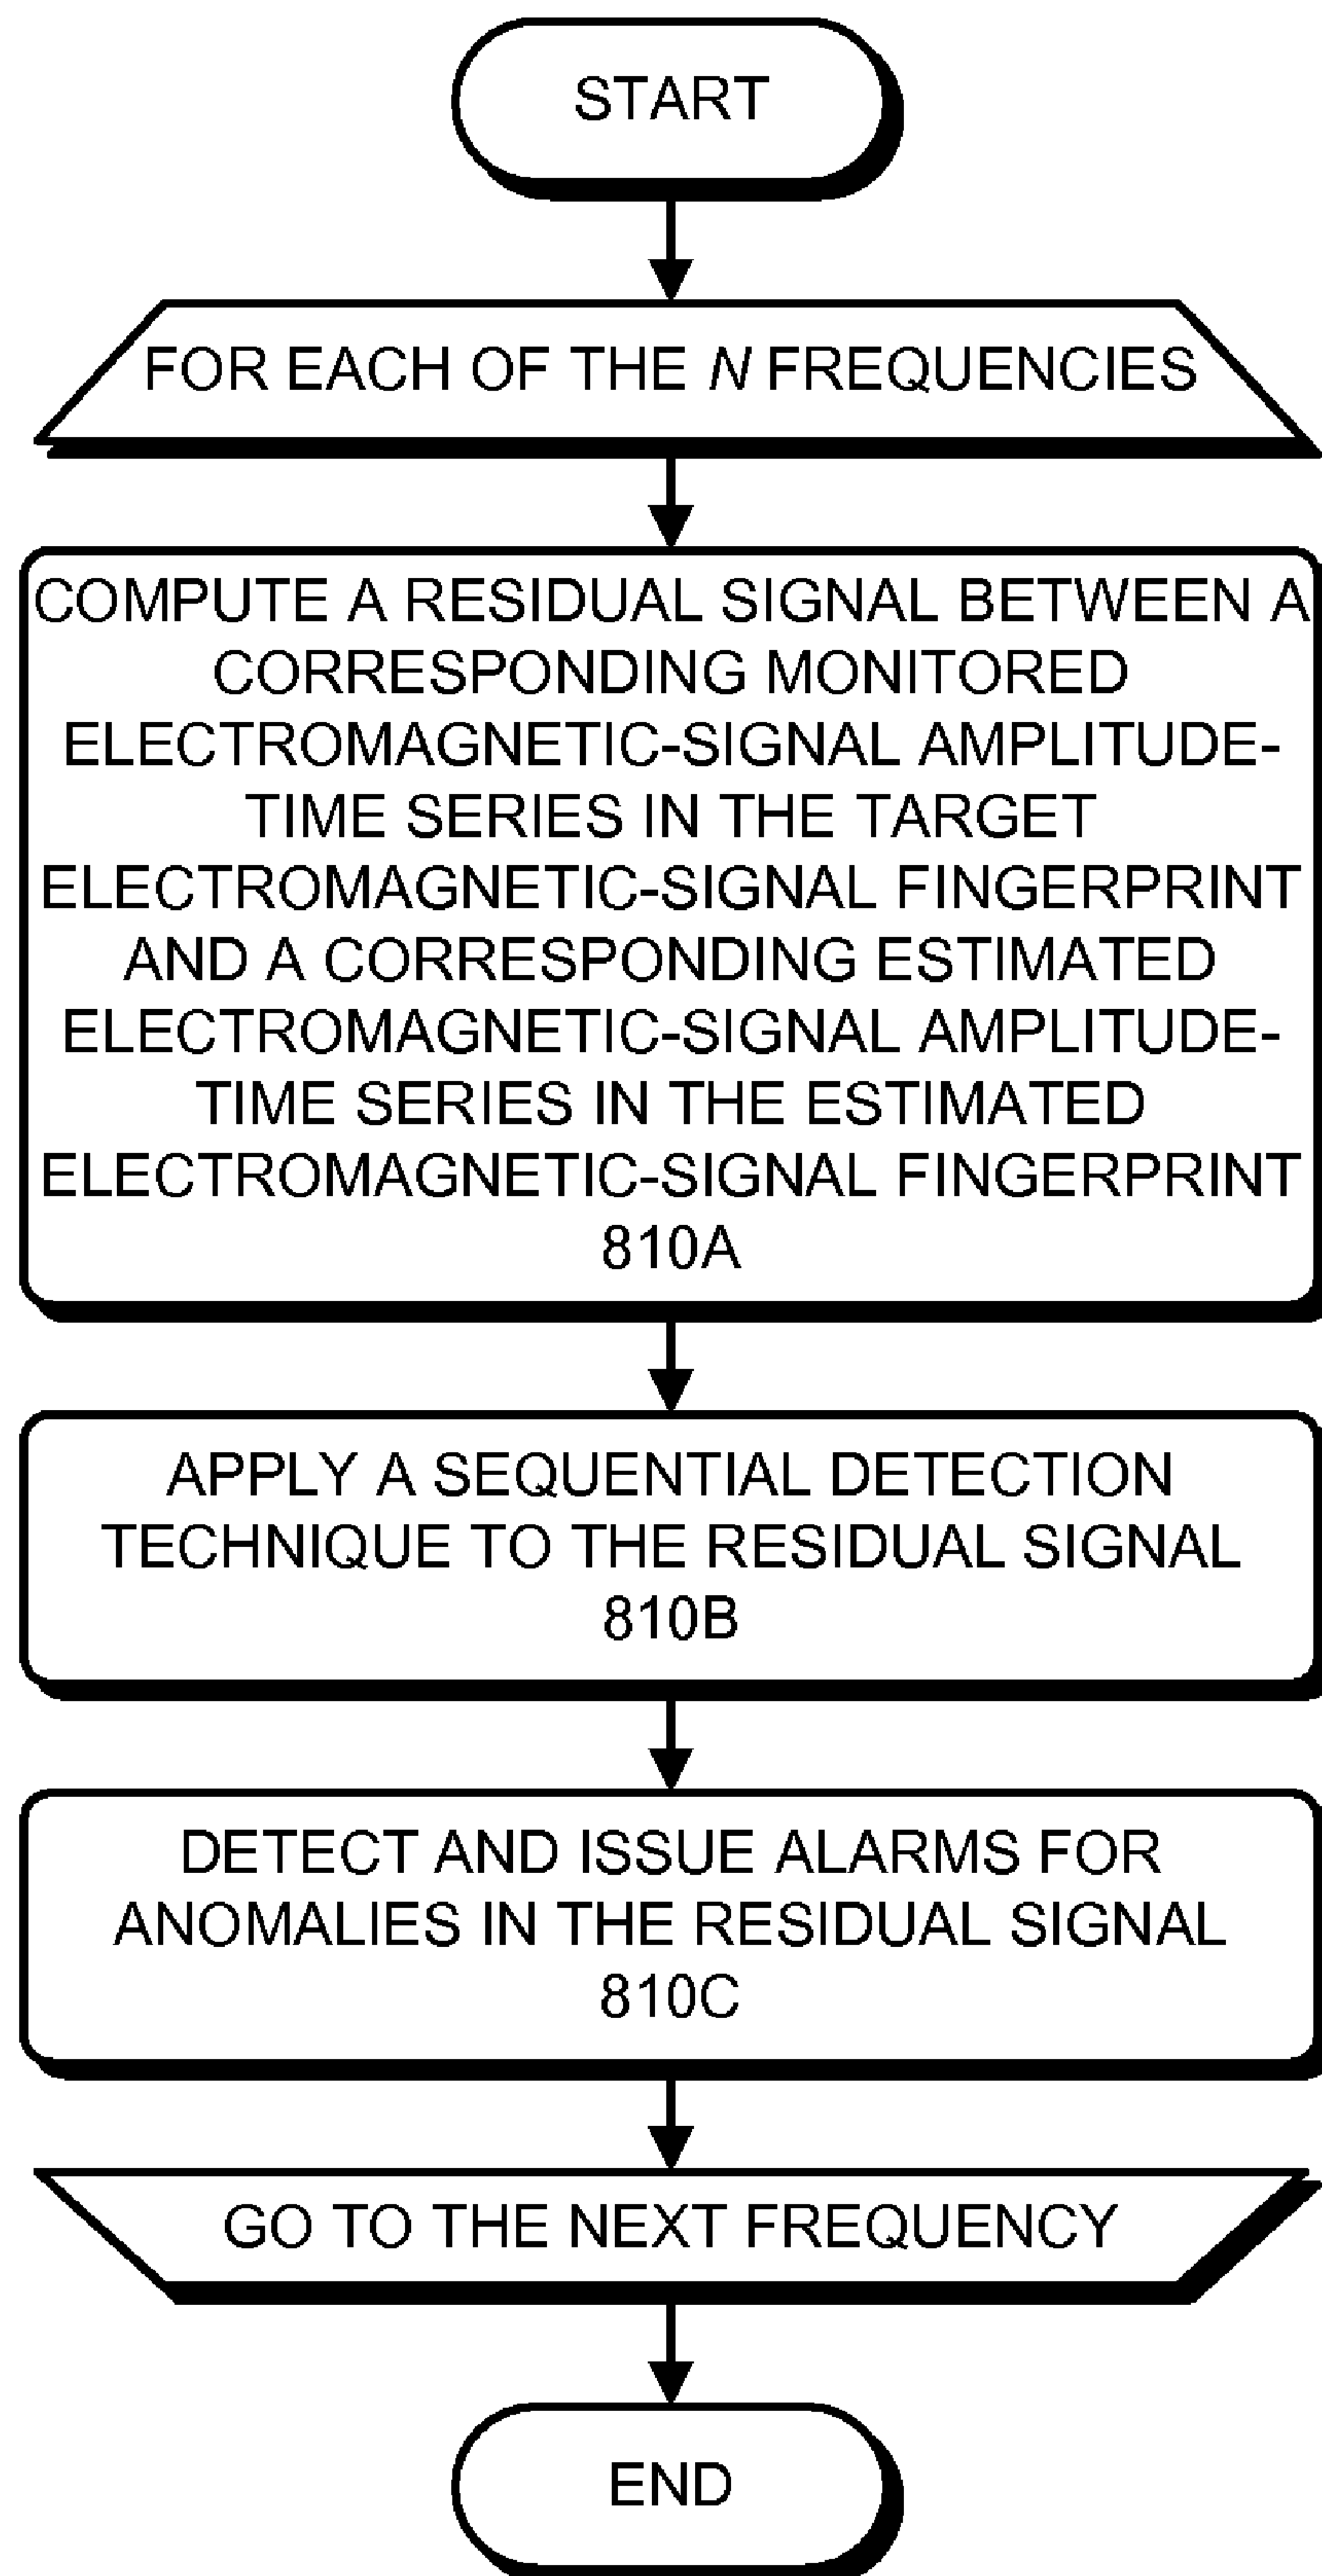 START
FOR EACH OF THE N FREQUENCIES
COMPUTE A RESIDUAL SIGNAL BETWEEN A
CORRESPONDING MONITORED
ELECTROMAGNETIC-SIGNAL AMPLITUDE-
TIME SERIES IN THE TARGET
ELECTROMAGNETIC-SIGNAL FINGERPRINT
AND A CORRESPONDING ESTIMATED
ELECTROMAGNETIC-SIGNAL AMPLITUDE-
TIME SERIES IN THE ESTIMATED
ELECTROMAGNETIC-SIGNAL FINGERPRINT
810A
APPLY A SEQUENTIAL DETECTION
TECHNIQUE TO THE RESIDUAL SIGNAL
810B
DETECT AND ISSUE ALARMS FOR
ANOMALIES IN THE RESIDUAL SIGNAL
810C
GO TO THE NEXT FREQUENCY
END